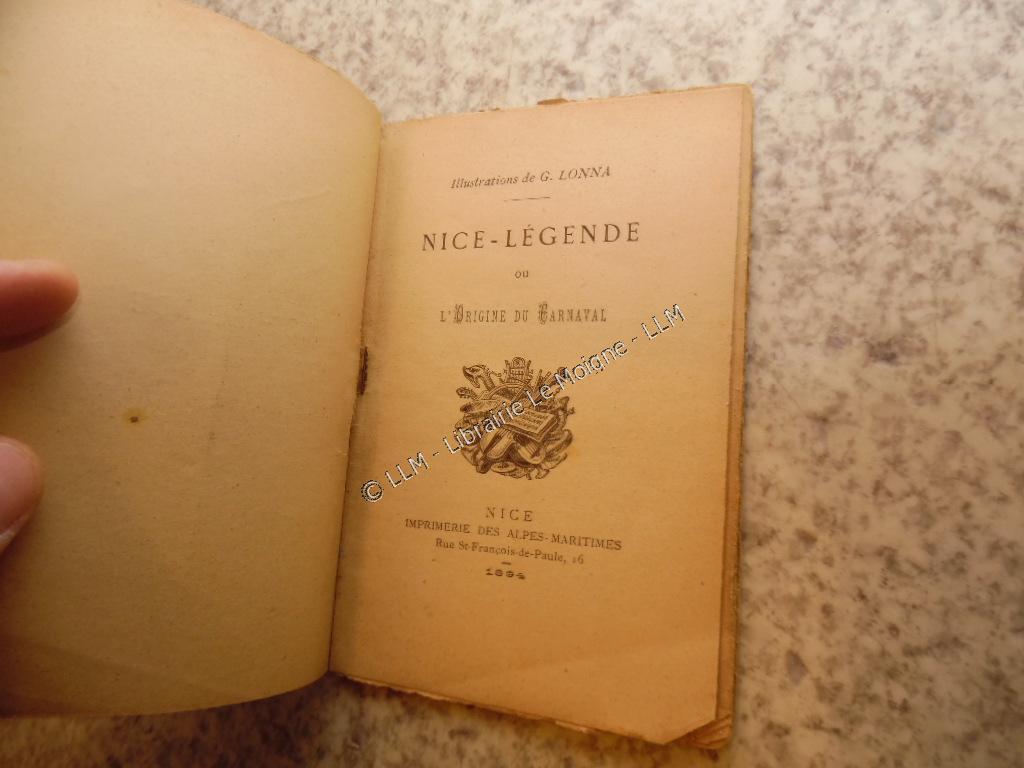 Illustrations de G. LONNA
NICE-LÉGENDE
OU
L'ORIGINE DU CARNAVAL
© LLM - Librairie Le Moigne - LLM
NICE
IMPRIMERIE DES ALPES-MARITIMES
Rue St-François-de-Paule, 16
1894